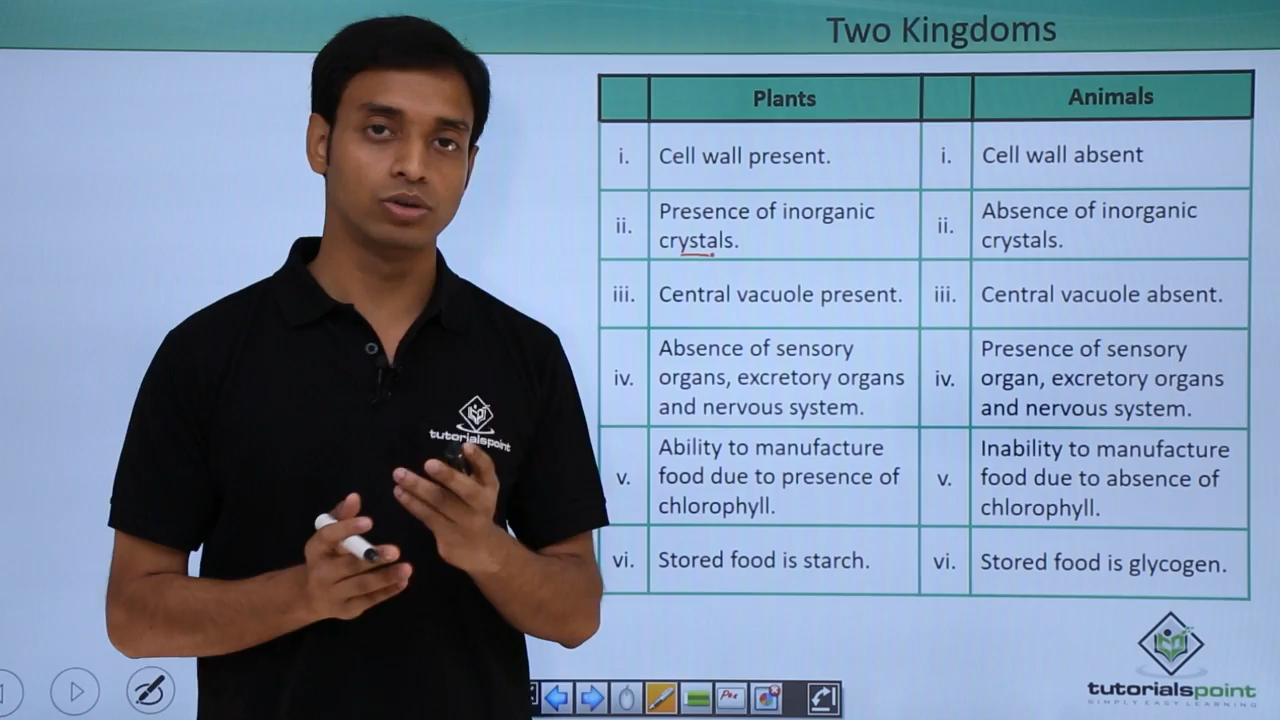 Two Kingdoms
Plants
Animals
i.
Cell wall present.
i.
Cell wall absent
ii.
Presence of inorganic
crystals.
ii.
Absence of inorganic
crystals.
iii.
Central vacuole present.
iii.
Central vacuole absent.
iv.
Absence of sensory
organs, excretory organs
and nervous system.
iv.
Presence of sensory
organ, excretory organs
and nervous system.
v.
Ability to manufacture
food due to presence of
chlorophyll.
v.
Inability to manufacture
food due to absence of
chlorophyll.
vi.
Stored food is starch.
vi.
Stored food is glycogen.
tutorialspoint
Pen
tutorialspoint
SIMPLY EASY LEARNING